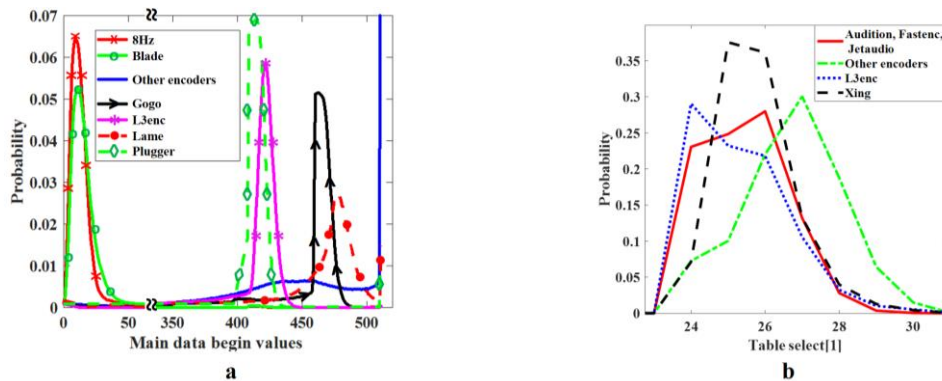 0.07
0.06
0.05
0.04
0.03
0.02
0.01
0
Probability
8Hz
Blade
Other encoders
Gogo
L3enc
Lame
Plugger
0 50 350 400 450 500
Main data begin values
a
0.35
0.3
0.25
0.2
0.15
0.1
0.05
0
Probability
Audition, Fastenc,
Jetaudio
Other encoders
L3enc
Xing
24 26 28 30
Table select[1]
b